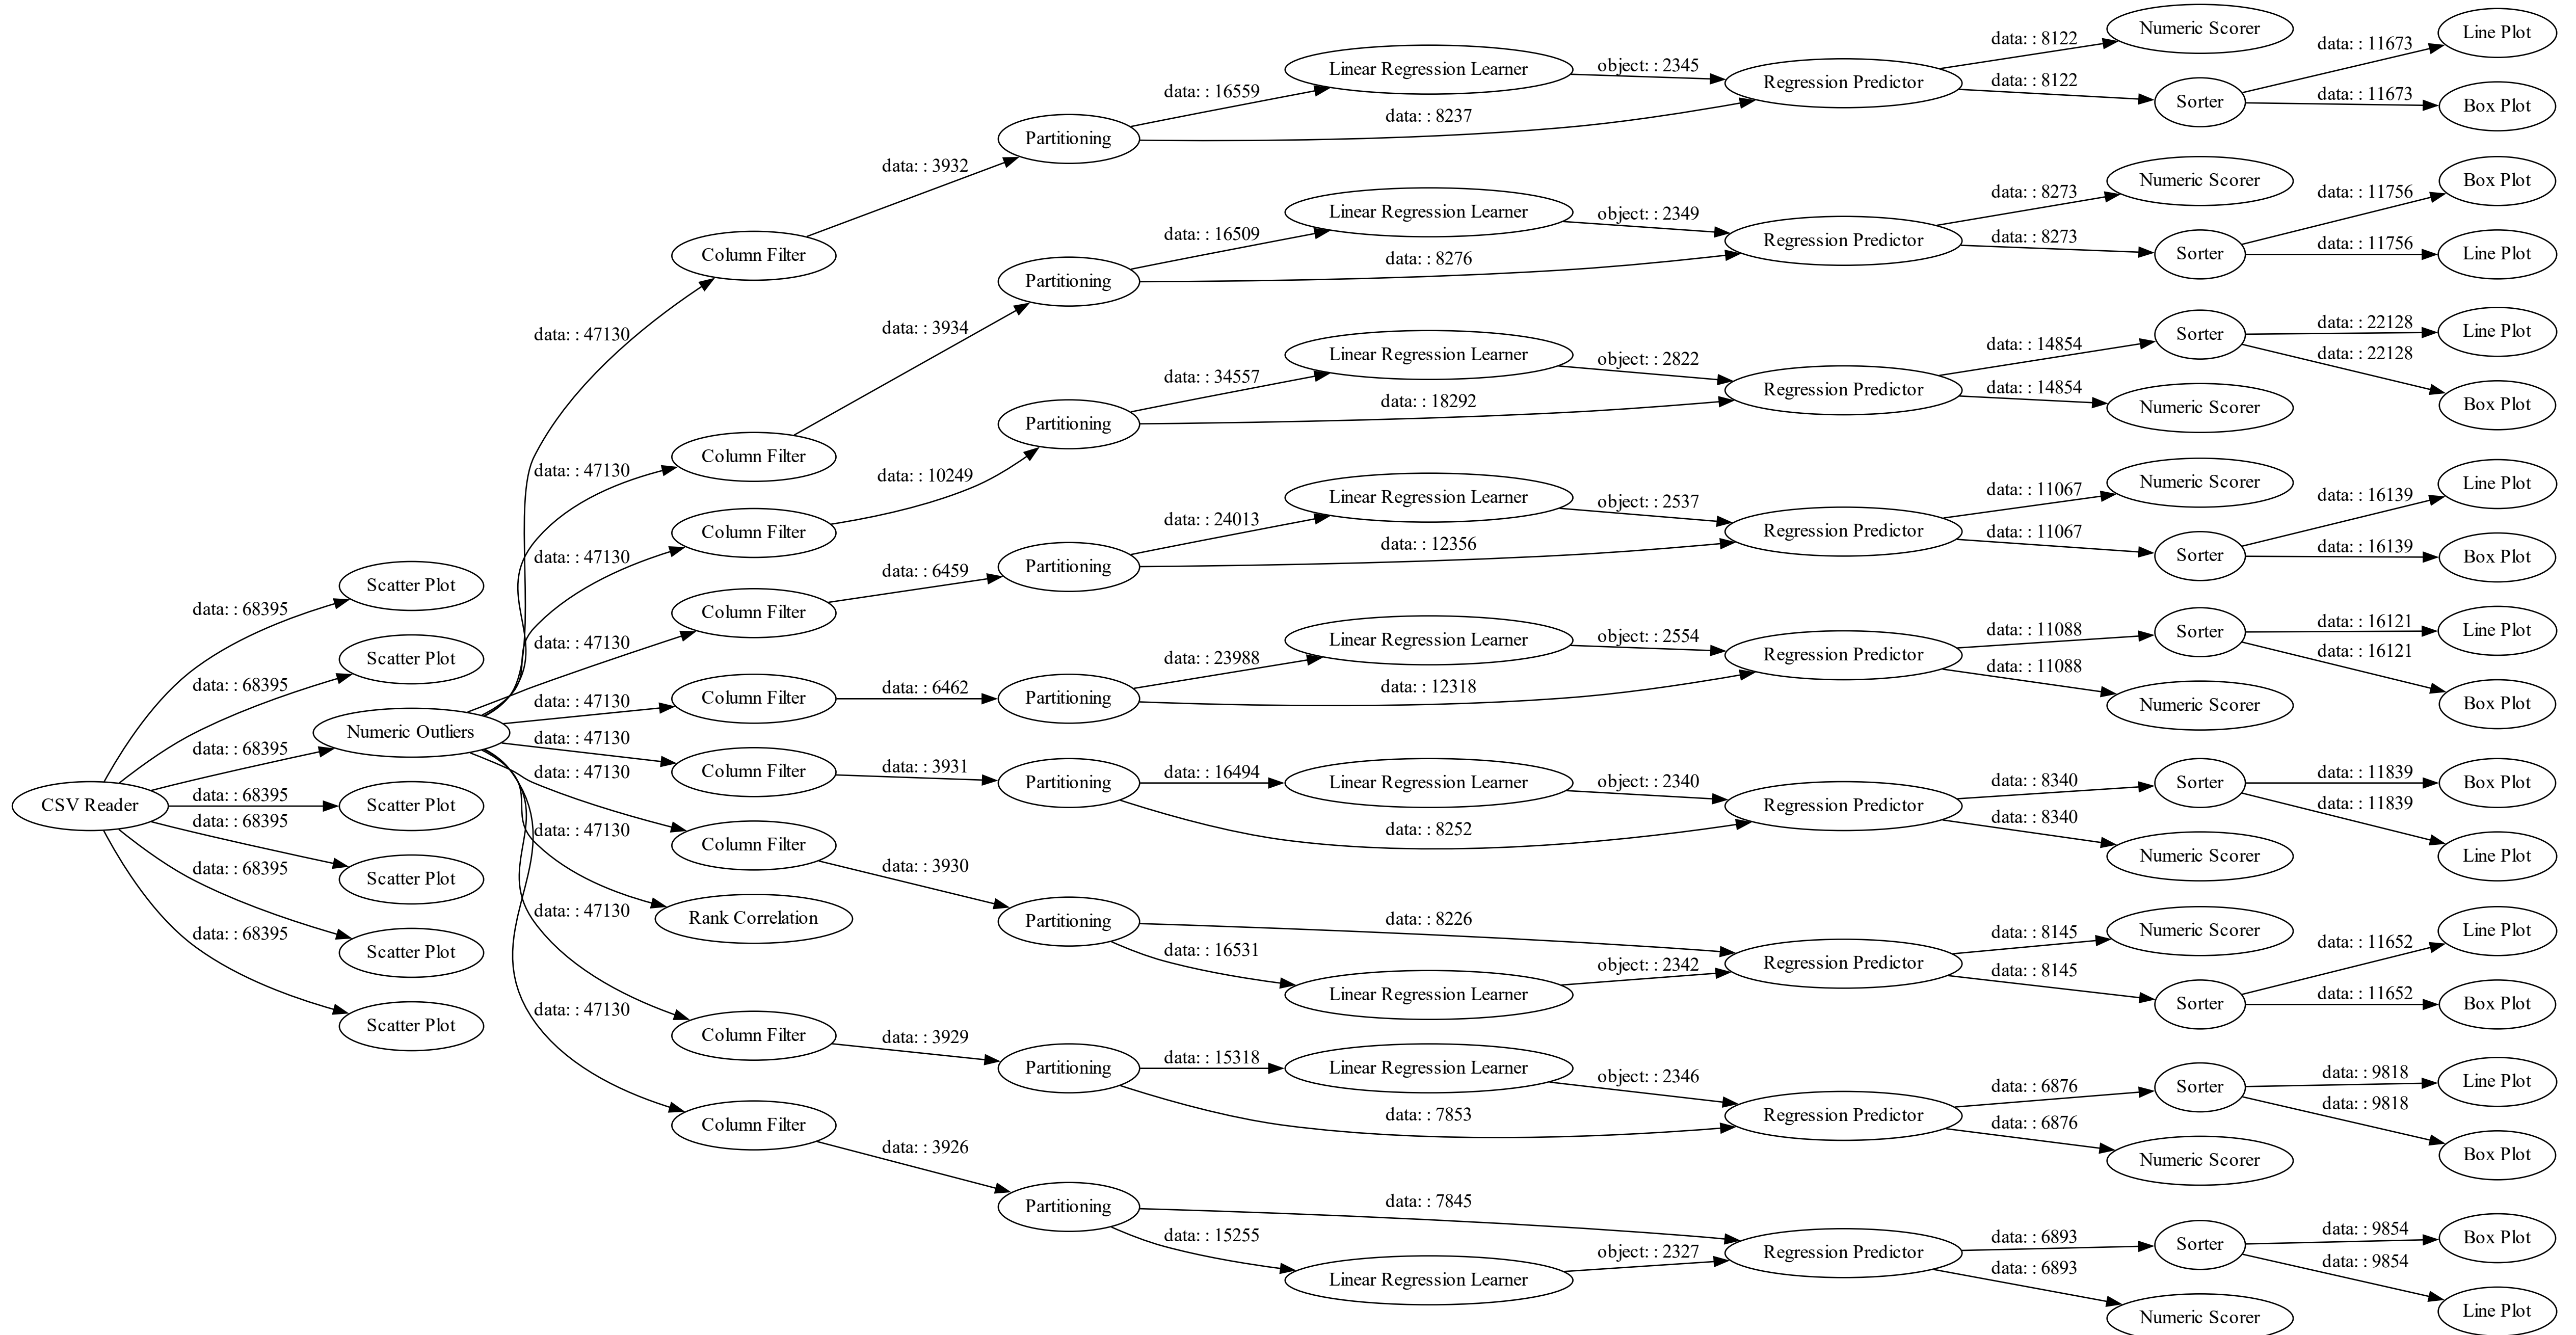 CSV Reader
data: : 68395
Scatter Plot
data: : 68395
Scatter Plot
data: : 68395
Numeric Outliers
data: : 68395
Scatter Plot
data: : 68395
Scatter Plot
data: : 68395
Scatter Plot
data: : 68395
Scatter Plot
data: : 47130
Column Filter
data: : 3932
Partitioning
data: : 16559
Linear Regression Learner
object: : 2345
data: : 8237
Regression Predictor
data: : 8122
Numeric Scorer
data: : 8122
Sorter
data: : 11673
Line Plot
data: : 11673
Box Plot
data: : 47130
Column Filter
data: : 3934
Partitioning
data: : 16509
Linear Regression Learner
object: : 2349
data: : 8276
Regression Predictor
data: : 8273
Numeric Scorer
data: : 8273
Sorter
data: : 11756
Box Plot
data: : 11756
Line Plot
data: : 47130
Column Filter
data: : 10249
Partitioning
data: : 34557
Linear Regression Learner
object: : 2822
data: : 18292
Regression Predictor
data: : 14854
Sorter
data: : 22128
Line Plot
data: : 22128
Box Plot
data: : 14854
Numeric Scorer
data: : 47130
Column Filter
data: : 6459
Partitioning
data: : 24013
Linear Regression Learner
object: : 2537
data: : 12356
Regression Predictor
data: : 11067
Numeric Scorer
data: : 11067
Sorter
data: : 16139
Line Plot
data: : 16139
Box Plot
data: : 47130
Column Filter
data: : 6462
Partitioning
data: : 23988
Linear Regression Learner
object: : 2554
data: : 12318
Regression Predictor
data: : 11088
Sorter
data: : 16121
Line Plot
data: : 16121
Box Plot
data: : 11088
Numeric Scorer
data: : 47130
Column Filter
data: : 3931
Partitioning
data: : 16494
Linear Regression Learner
object: : 2340
data: : 8252
Regression Predictor
data: : 8340
Sorter
data: : 11839
Box Plot
data: : 11839
Line Plot
data: : 8340
Numeric Scorer
data: : 47130
Column Filter
data: : 3930
Partitioning
data: : 8226
data: : 16531
Linear Regression Learner
object: : 2342
Regression Predictor
data: : 8145
Numeric Scorer
data: : 8145
Sorter
data: : 11652
Line Plot
data: : 11652
Box Plot
data: : 47130
Rank Correlation
data: : 47130
Column Filter
data: : 3929
Partitioning
data: : 15318
Linear Regression Learner
object: : 2346
data: : 7853
Regression Predictor
data: : 6876
Sorter
data: : 9818
Line Plot
data: : 9818
Box Plot
data: : 6876
Numeric Scorer
data: : 47130
Column Filter
data: : 3926
Partitioning
data: : 7845
data: : 15255
Linear Regression Learner
object: : 2327
Regression Predictor
data: : 6893
Sorter
data: : 9854
Box Plot
data: : 9854
Line Plot
data: : 6893
Numeric Scorer